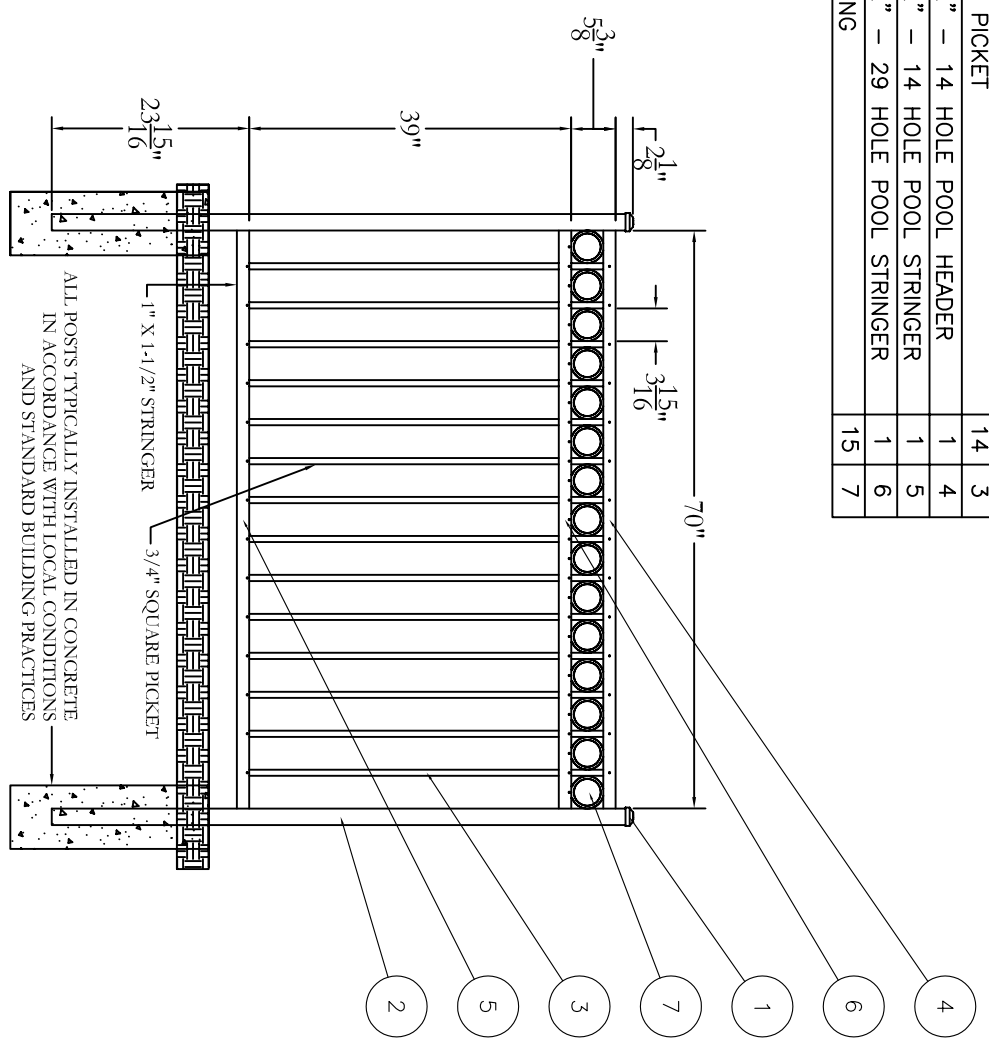 PICKET 14 3
" – 14 HOLE POOL HEADER 1 4
" – 14 HOLE POOL STRINGER 1 5
" – 29 HOLE POOL STRINGER 1 6
NG 15 7
70"
2 1/8"
5 3/8"
3 15/16
39"
23 15/16"
1" X 1-1/2" STRINGER
3/4" SQUARE PICKET
ALL POSTS TYPICALLY INSTALLED IN CONCRETE
IN ACCORDANCE WITH LOCAL CONDITIONS
AND STANDARD BUILDING PRACTICES
4
6
1
7
3
5
2